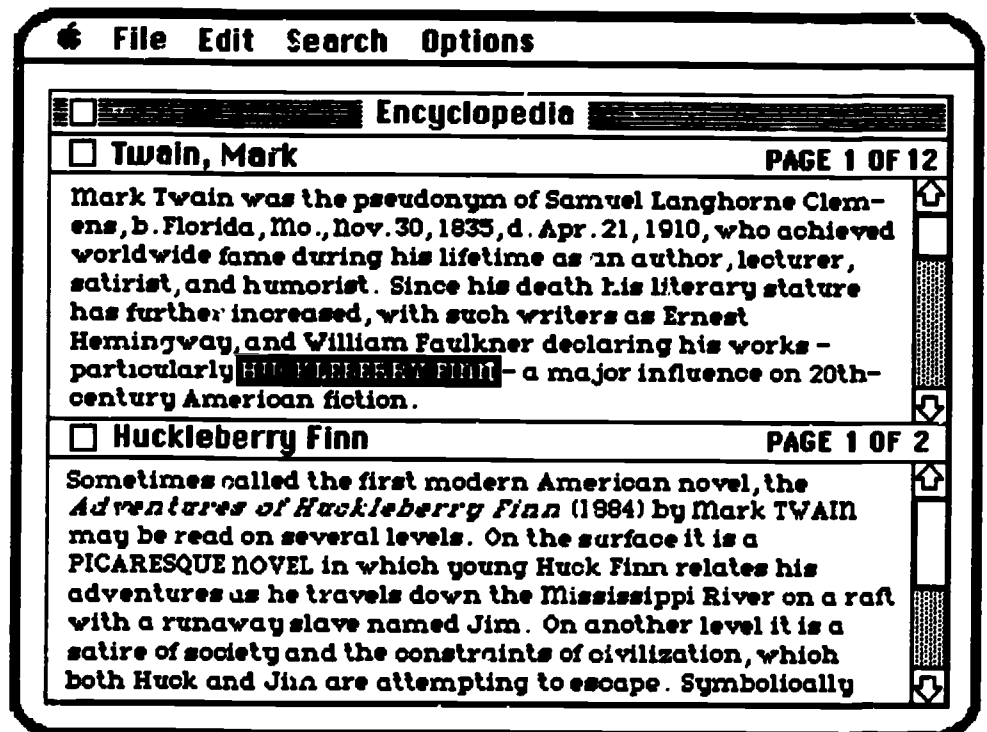 File Edit Search Options
Encyclopedia
Twain, Mark PAGE 1 OF 12
Mark Twain was the pseudonym of Samuel Langhorne Clem-
ens, b. Florida, Mo., Nov. 30, 1835, d. Apr. 21, 1910, who achieved
worldwide fame during his lifetime as an author, lecturer,
satirist, and humorist. Since his death his literary stature
has further increased, with such writers as Ernest
Hemingway, and William Faulkner declaring his works -
particularly HUCKLEBERRY FINN - a major influence on 20th-
century American fiction.
Huckleberry Finn PAGE 1 OF 2
Sometimes called the first modern American novel, the
Adventures of Huckleberry Finn (1884) by Mark TWAIN
may be read on several levels. On the surface it is a
PICARESQUE NOVEL in which young Huck Finn relates his
adventures as he travels down the Mississippi River on a raft
with a runaway slave named Jim. On another level it is a
satire of society and the constraints of civilization, which
both Huck and Jim are attempting to escape. Symbolically